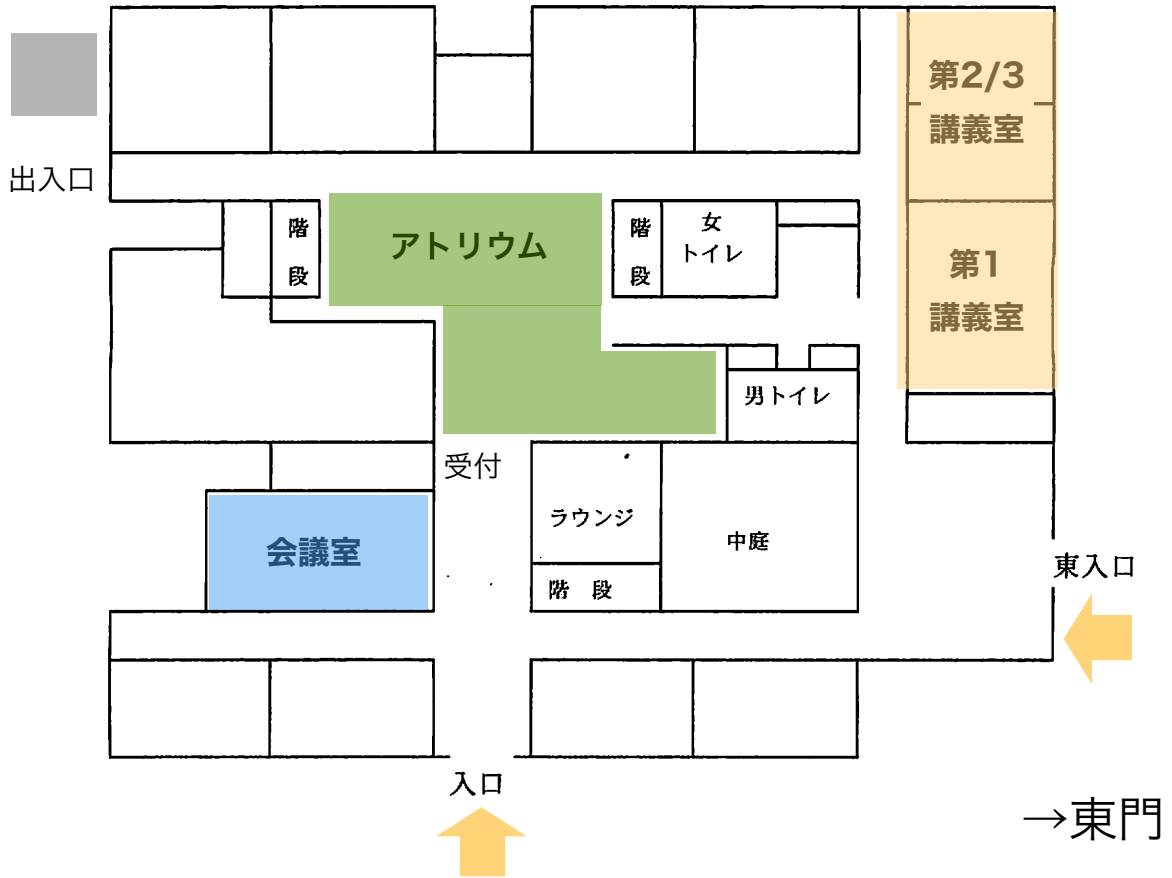 第2/3
講義室
出入口
階
段
アトリウム
階
段
女
トイレ
第1
講義室
男トイレ
受付
ラウンジ
中庭
会議室
階 段
東入口
入口
→東門